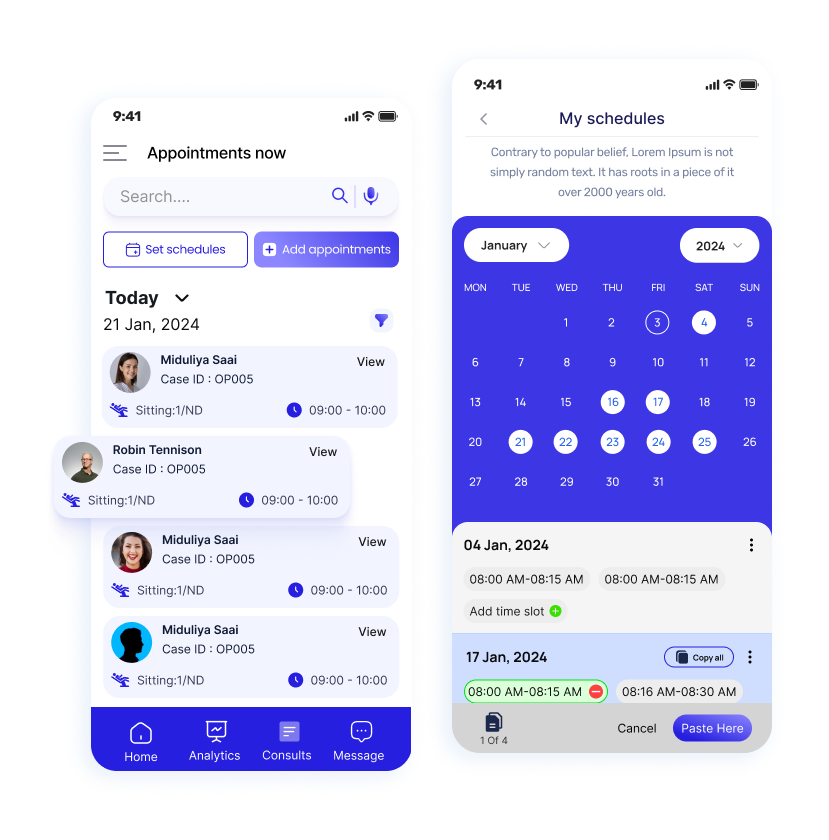 9:41
Appointments now
Search....
Set schedules
Add appointments
Today
21 Jan, 2024
Miduliya Saai
View
Case ID : OP005
Sitting:1/ND
09:00 - 10:00
Robin Tennison
View
Case ID : OP005
Sitting:1/ND
09:00 - 10:00
Miduliya Saai
View
Case ID : OP005
Sitting:1/ND
09:00 - 10:00
Miduliya Saai
View
Case ID : OP005
Sitting:1/ND
09:00 - 10:00
Home
Analytics
Consults
Message
9:41
My schedules
Contrary to popular belief, Lorem Ipsum is not
simply random text. It has roots in a piece of it
over 2000 years old.
January
2024
MON TUE WED THU FRI SAT SUN
1 2 3 4 5
6 7 8 9 10 11 12
13 14 15 16 17 18 19
20 21 22 23 24 25 26
27 28 29 30 31
04 Jan, 2024
08:00 AM-08:15 AM
08:00 AM-08:15 AM
Add time slot
17 Jan, 2024
Copy all
08:00 AM-08:15 AM
08:16 AM-08:30 AM
1 Of 4
Cancel
Paste Here